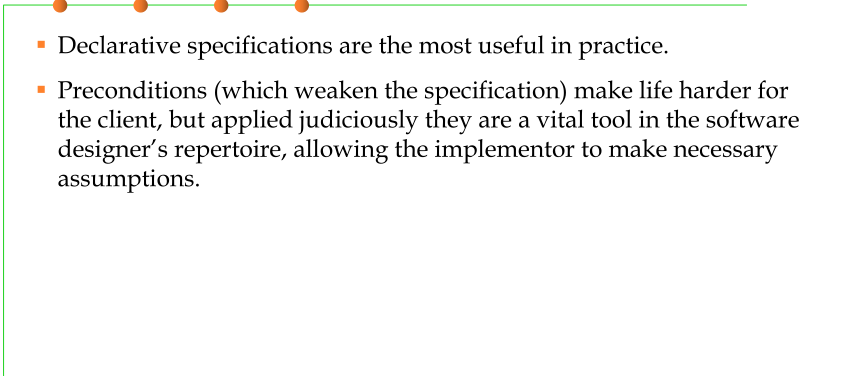 Declarative specifications are the most useful in practice.
Preconditions (which weaken the specification) make life harder for
the client, but applied judiciously they are a vital tool in the software
designer’s repertoire, allowing the implementor to make necessary
assumptions.